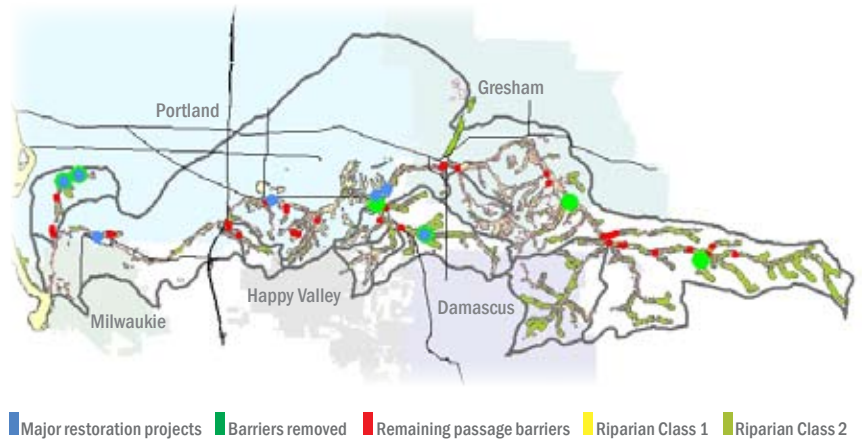 Gresham
Portland
Happy Valley
Damascus
Milwaukie
Major restoration projects Barriers removed Remaining passage barriers Riparian Class 1 Riparian Class 2